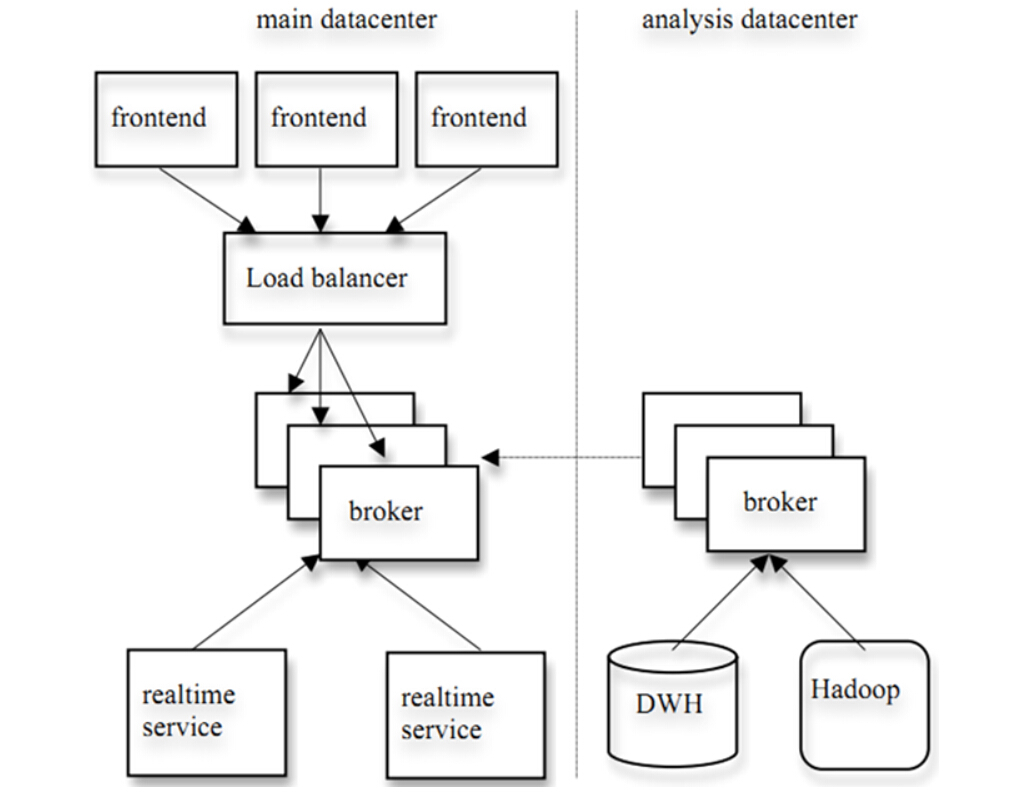 main datacenter
analysis datacenter
frontend
frontend
frontend
Load balancer
broker
broker
realtime
service
realtime
service
DWH
Hadoop